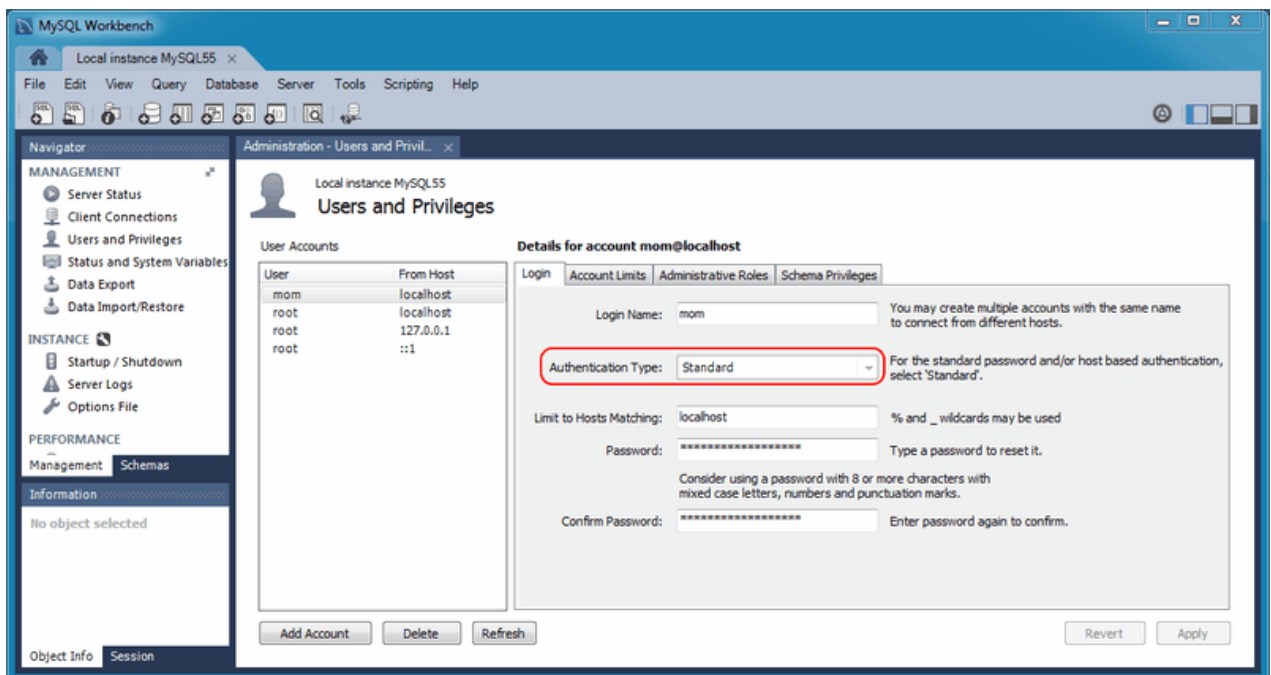 MySQL Workbench
Local instance MySQL55
File Edit View Query Database Server Tools Scripting Help
Navigator
Administration - Users and Privil...
MANAGEMENT
Server Status
Client Connections
Users and Privileges
Status and System Variables
Data Export
Data Import/Restore
INSTANCE
Startup / Shutdown
Server Logs
Options File
PERFORMANCE
Management Schemas
Information
No object selected
Object Info Session
Local instance MySQL55
Users and Privileges
User Accounts
User From Host
mom localhost
root localhost
root 127.0.0.1
root ::1
Add Account Delete Refresh
Details for account mom@localhost
Login Account Limits Administrative Roles Schema Privileges
Login Name: mom
You may create multiple accounts with the same name
to connect from different hosts.
Authentication Type: Standard
For the standard password and/or host based authentication,
select 'Standard'.
Limit to Hosts Matching: localhost % and _ wildcards may be used
Password: ****************** Type a password to reset it.
Consider using a password with 8 or more characters with
mixed case letters, numbers and punctuation marks.
Confirm Password: ****************** Enter password again to confirm.
Revert Apply